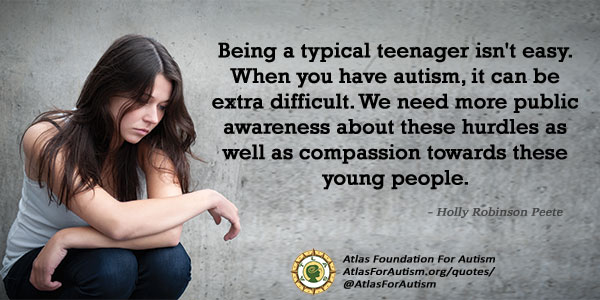 Being a typical teenager isn't easy.
When you have autism, it can be
extra difficult. We need more public
awareness about these hurdles as
well as compassion towards these
young people.
- Holly Robinson Peete
Atlas Foundation For Autism
AtlasForAutism.org/quotes/
@AtlasForAutism